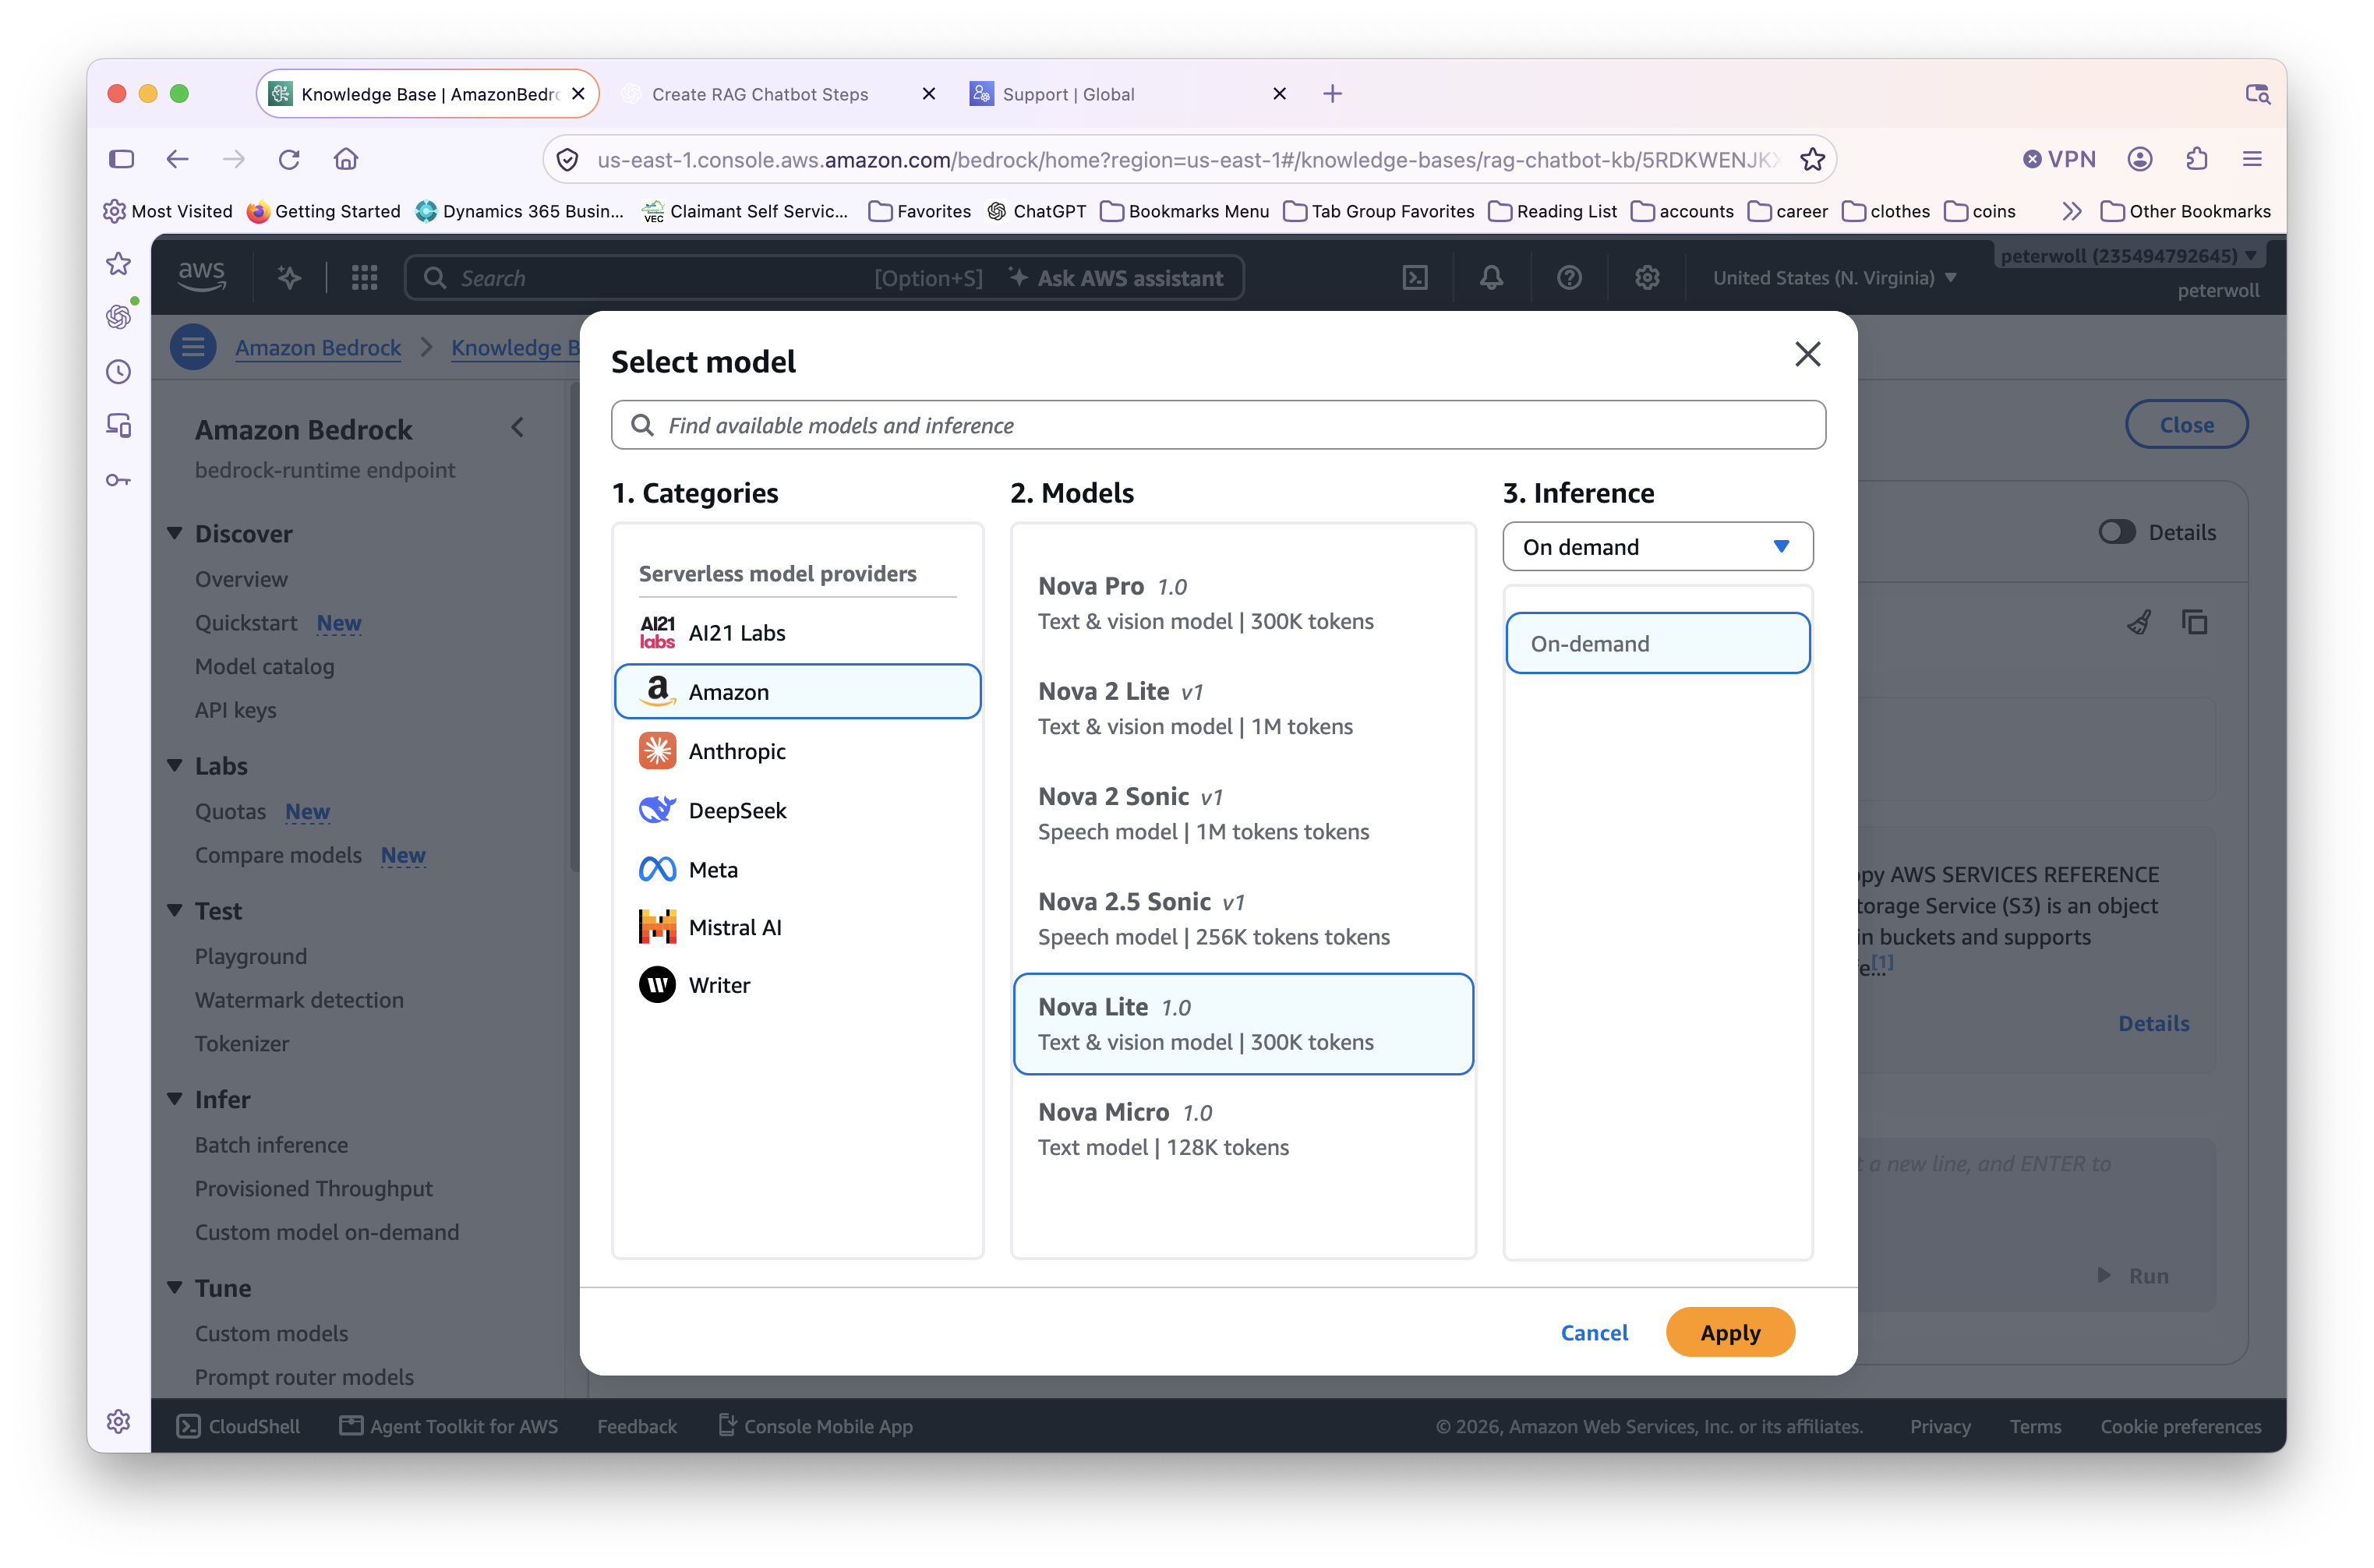 Knowledge Base | AmazonBedro
Create RAG Chatbot Steps
Support | Global
us-east-1.console.aws.amazon.com/bedrock/home?region=us-east-1#/knowledge-bases/rag-chatbot-kb/5RDKWENJK
VPN
Most Visited
Getting Started
Dynamics 365 Busin...
VEC
Claimant Self Servic...
Favorites
ChatGPT
Bookmarks Menu
Tab Group Favorites
Reading List
accounts
career
clothes
coins
Other Bookmarks
aws
Search
[Option+S]
Ask AWS assistant
United States (N. Virginia)
peterwoll (235494792645)
peterwoll
Amazon Bedrock
Knowledge B
Amazon Bedrock
bedrock-runtime endpoint
Discover
Overview
Quickstart New
Model catalog
API keys
Labs
Quotas New
Compare models New
Test
Playground
Watermark detection
Tokenizer
Infer
Batch inference
Provisioned Throughput
Custom model on-demand
Tune
Custom models
Prompt router models
Select model
Find available models and inference
1. Categories
Serverless model providers
AI21 labs
AI21 Labs
a
Amazon
Anthropic
DeepSeek
Meta
Mistral AI
Writer
2. Models
Nova Pro 1.0
Text & vision model | 300K tokens
Nova 2 Lite v1
Text & vision model | 1M tokens
Nova 2 Sonic v1
Speech model | 1M tokens tokens
Nova 2.5 Sonic v1
Speech model | 256K tokens tokens
Nova Lite 1.0
Text & vision model | 300K tokens
Nova Micro 1.0
Text model | 128K tokens
3. Inference
On demand
On-demand
Cancel
Apply
Close
Details
py AWS SERVICES REFERENCE
torage Service (S3) is an object
in buckets and supports
e...[1]
Details
t a new line, and ENTER to
Run
CloudShell
Agent Toolkit for AWS
Feedback
Console Mobile App
© 2026, Amazon Web Services, Inc. or its affiliates.
Privacy
Terms
Cookie preferences